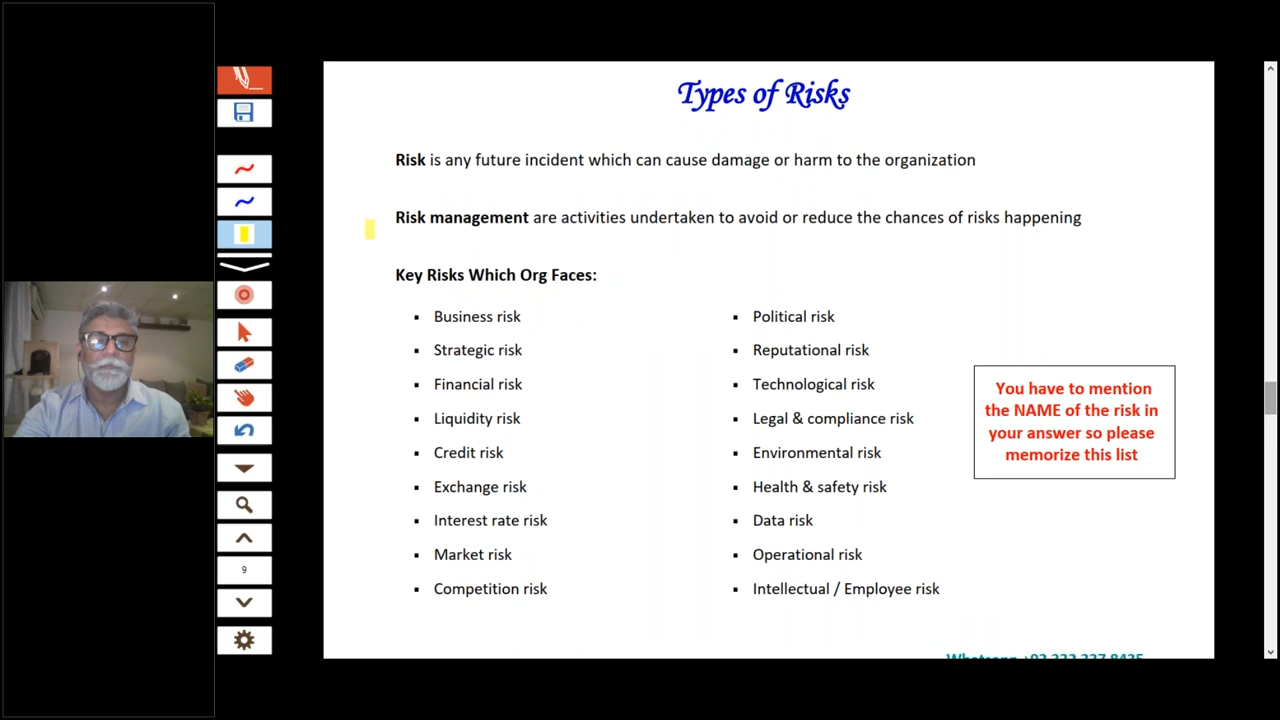 Types of Risks
Risk is any future incident which can cause damage or harm to the organization
Risk management are activities undertaken to avoid or reduce the chances of risks happening
Key Risks Which Org Faces:
▪ Business risk
▪ Strategic risk
▪ Financial risk
▪ Liquidity risk
▪ Credit risk
▪ Exchange risk
▪ Interest rate risk
▪ Market risk
▪ Competition risk
▪ Political risk
▪ Reputational risk
▪ Technological risk
▪ Legal & compliance risk
▪ Environmental risk
▪ Health & safety risk
▪ Data risk
▪ Operational risk
▪ Intellectual / Employee risk
You have to mention
the NAME of the risk in
your answer so please
memorize this list
9